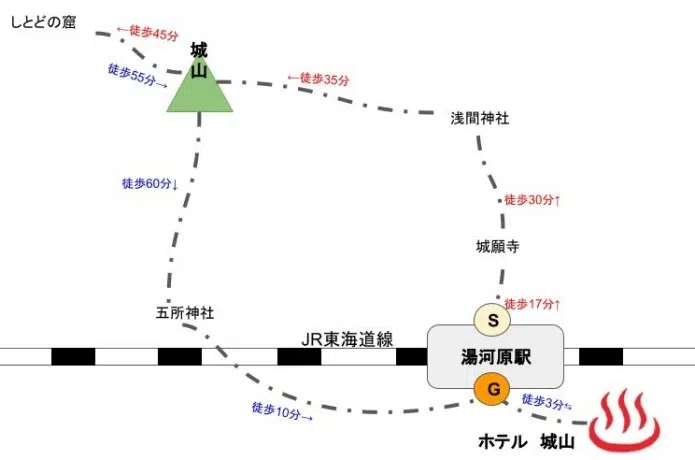 しとどの窟
←徒歩45分
城
山
徒歩55分→
←徒歩35分
浅間神社
徒歩60分↓
徒歩30分↑
城願寺
徒歩17分↑
五所神社
S
JR東海道線
湯河原駅
G
徒歩3分⇆
徒歩10分→
ホテル 城山